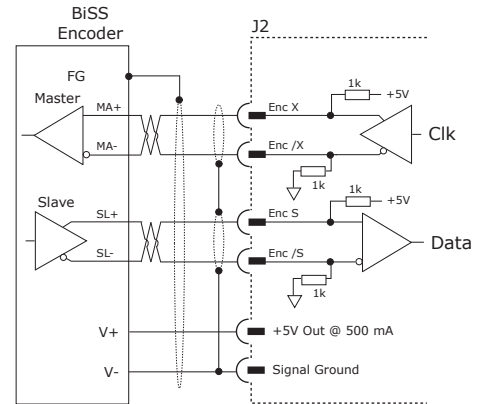 BiSS
Encoder
J2
FG
Master
MA+
MA-
Enc X
Enc /X
1k
+5V
1k
Clk
Slave
SL+
SL-
Enc S
Enc /S
1k
+5V
1k
Data
V+
+5V Out @ 500 mA
V-
Signal Ground